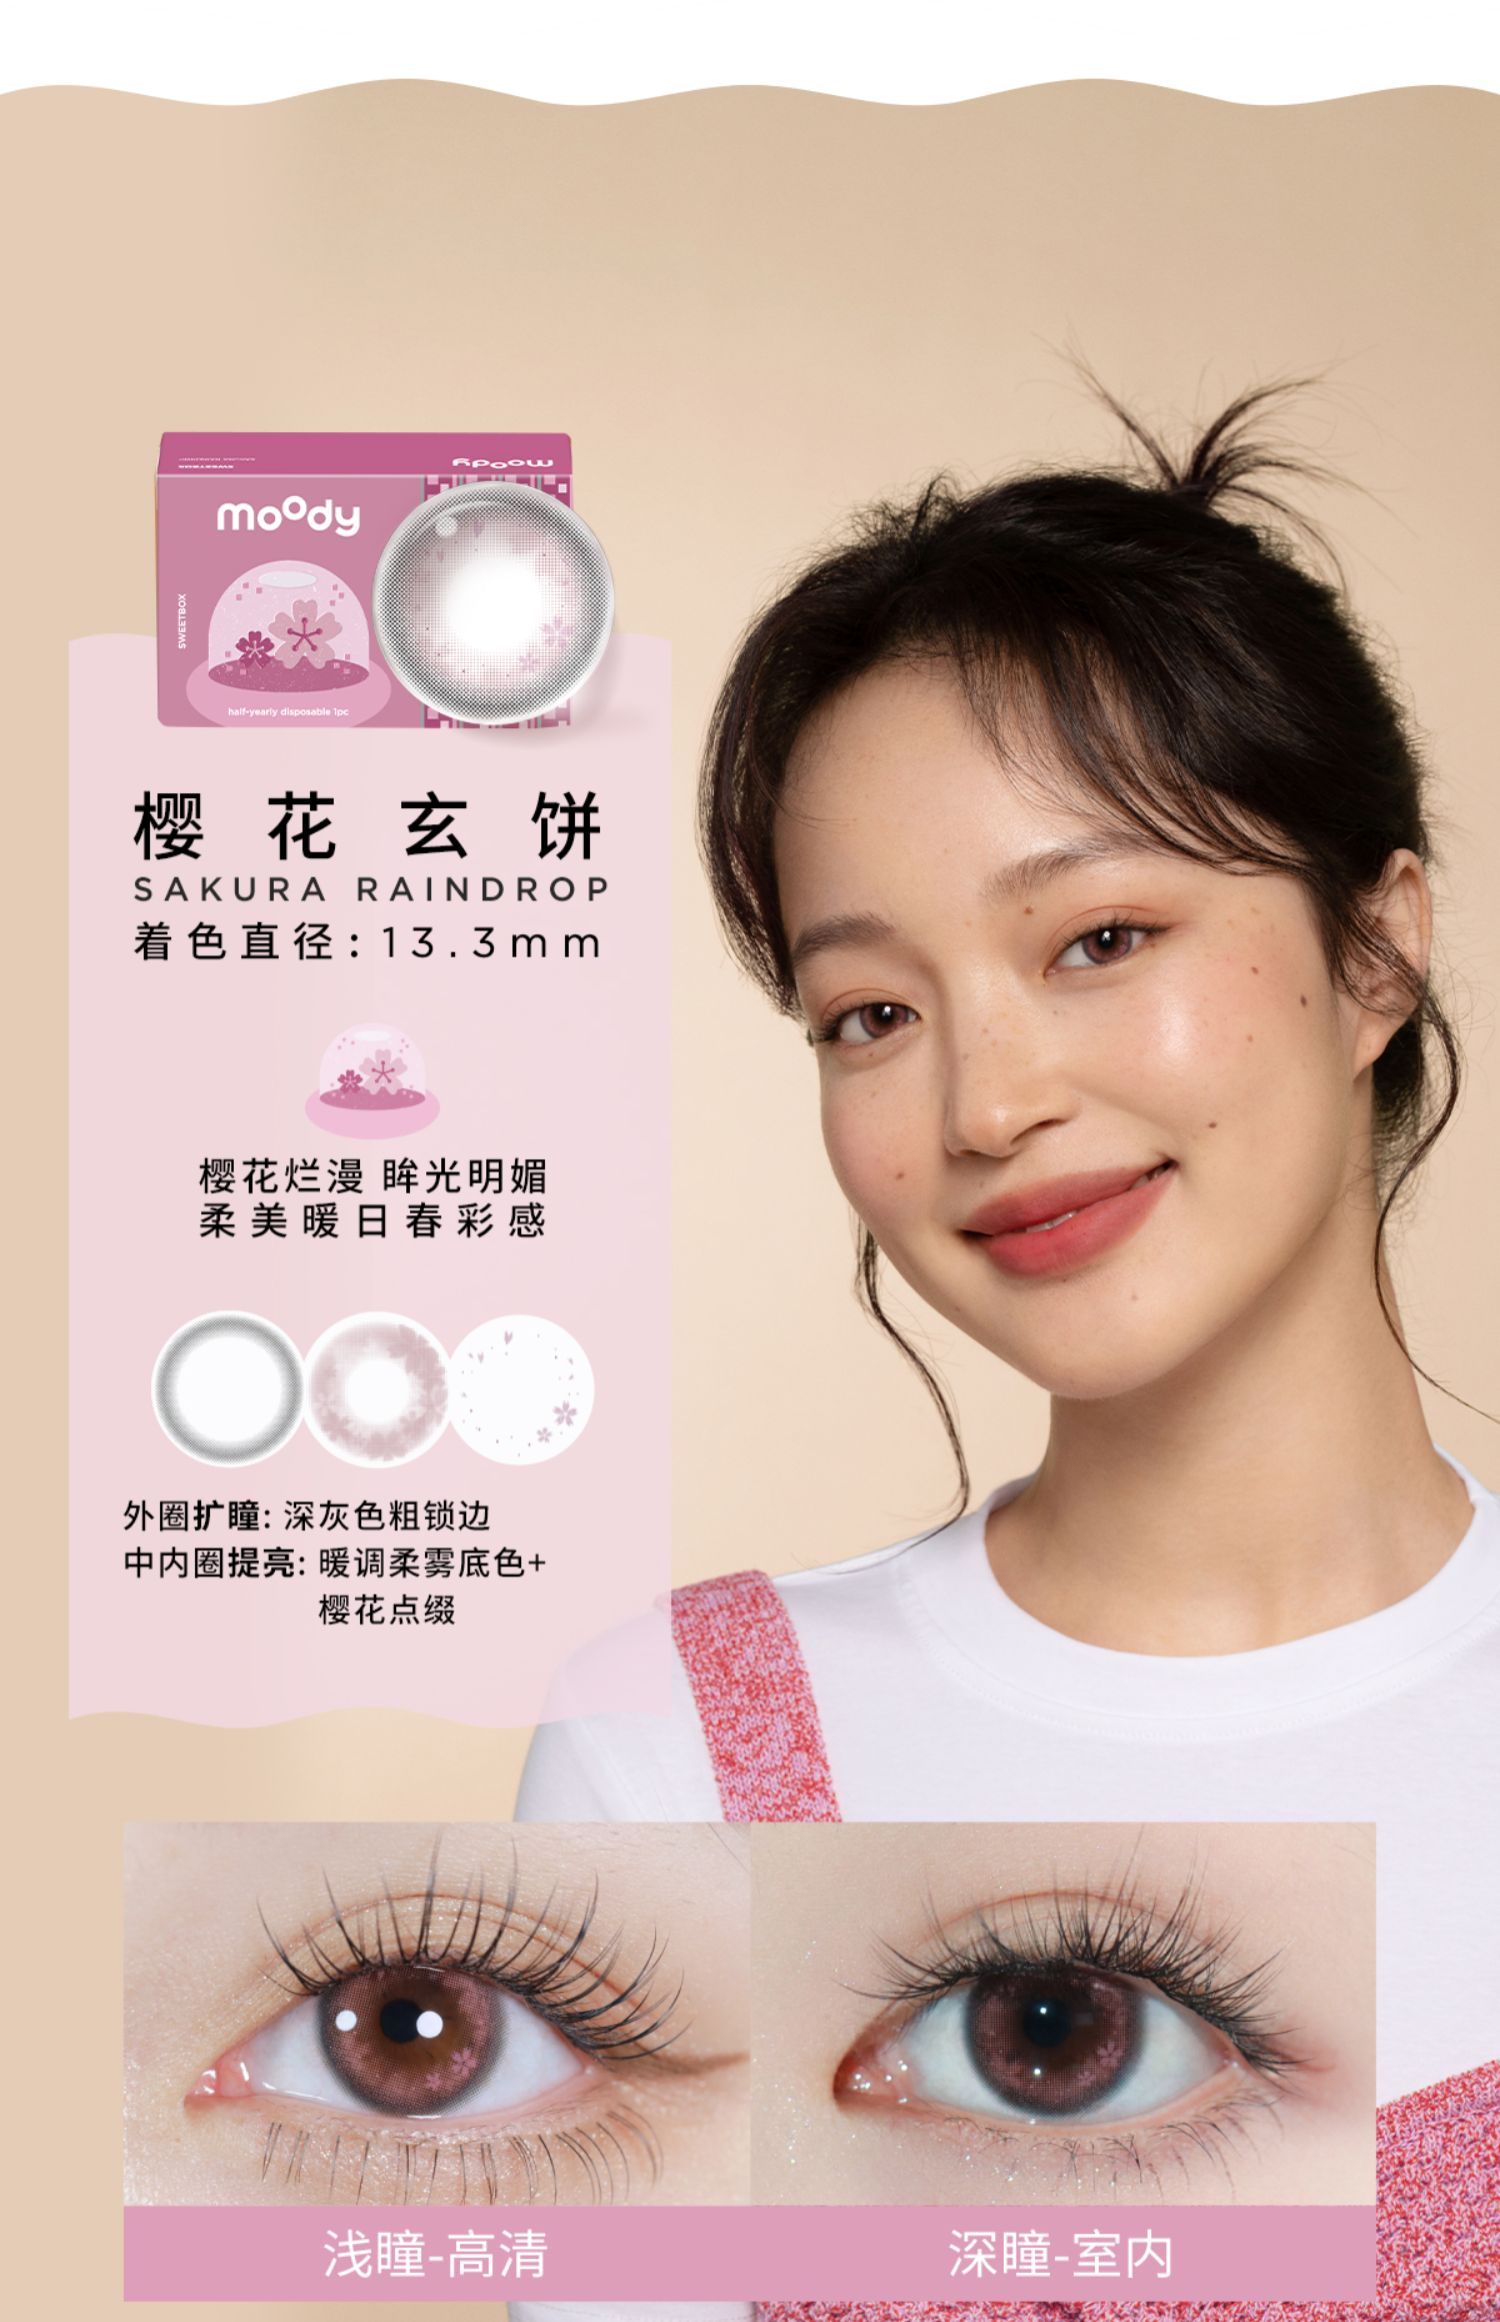 moody
SWEETBOX
moody
SWEETBOX
half-yearly disposable 1pc
樱花玄饼
SAKURA RAINDROP
着色直径:13.3mm
樱花烂漫 眸光明媚
柔美暖日春彩感
外圈扩瞳:深灰色粗锁边
中内圈提亮:暖调柔雾底色+
樱花点缀
浅瞳-高清
深瞳-室内